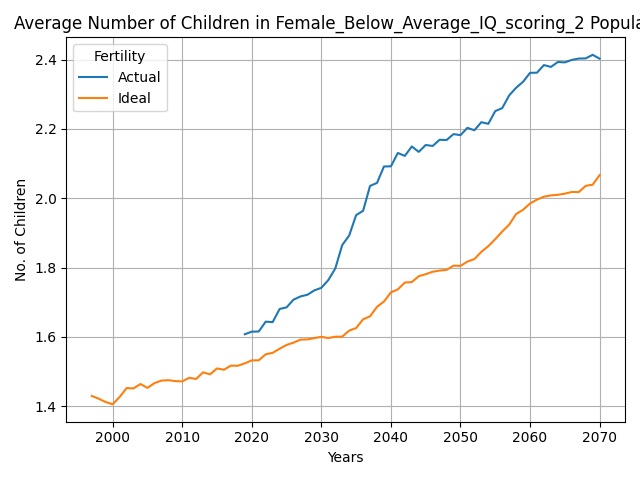 Average Number of Children in Female_Below_Average_IQ_scoring_2 Popula
Fertility
Actual
Ideal
No. of Children
2.4
2.2
2.0
1.8
1.6
1.4
2000 2010 2020 2030 2040 2050 2060 2070
Years